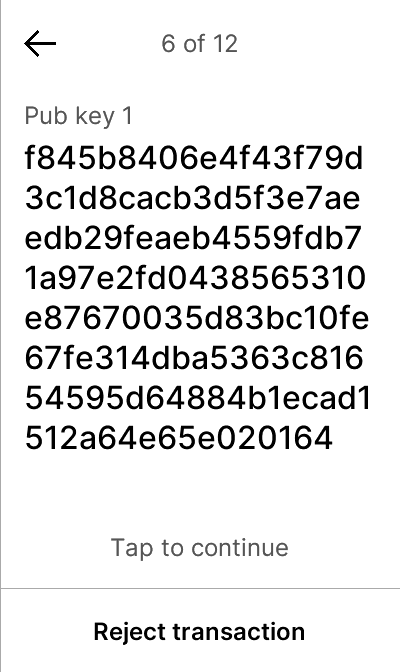 6 of 12
Pub key 1
f845b8406e4f43f79d
3c1d8cacb3d5f3e7ae
edb29feaeb4559fdb7
1a97e2fd0438565310
e87670035d83bc10fe
67fe314dba5363c816
54595d64884b1ecad1
512a64e65e020164
Tap to continue
Reject transaction